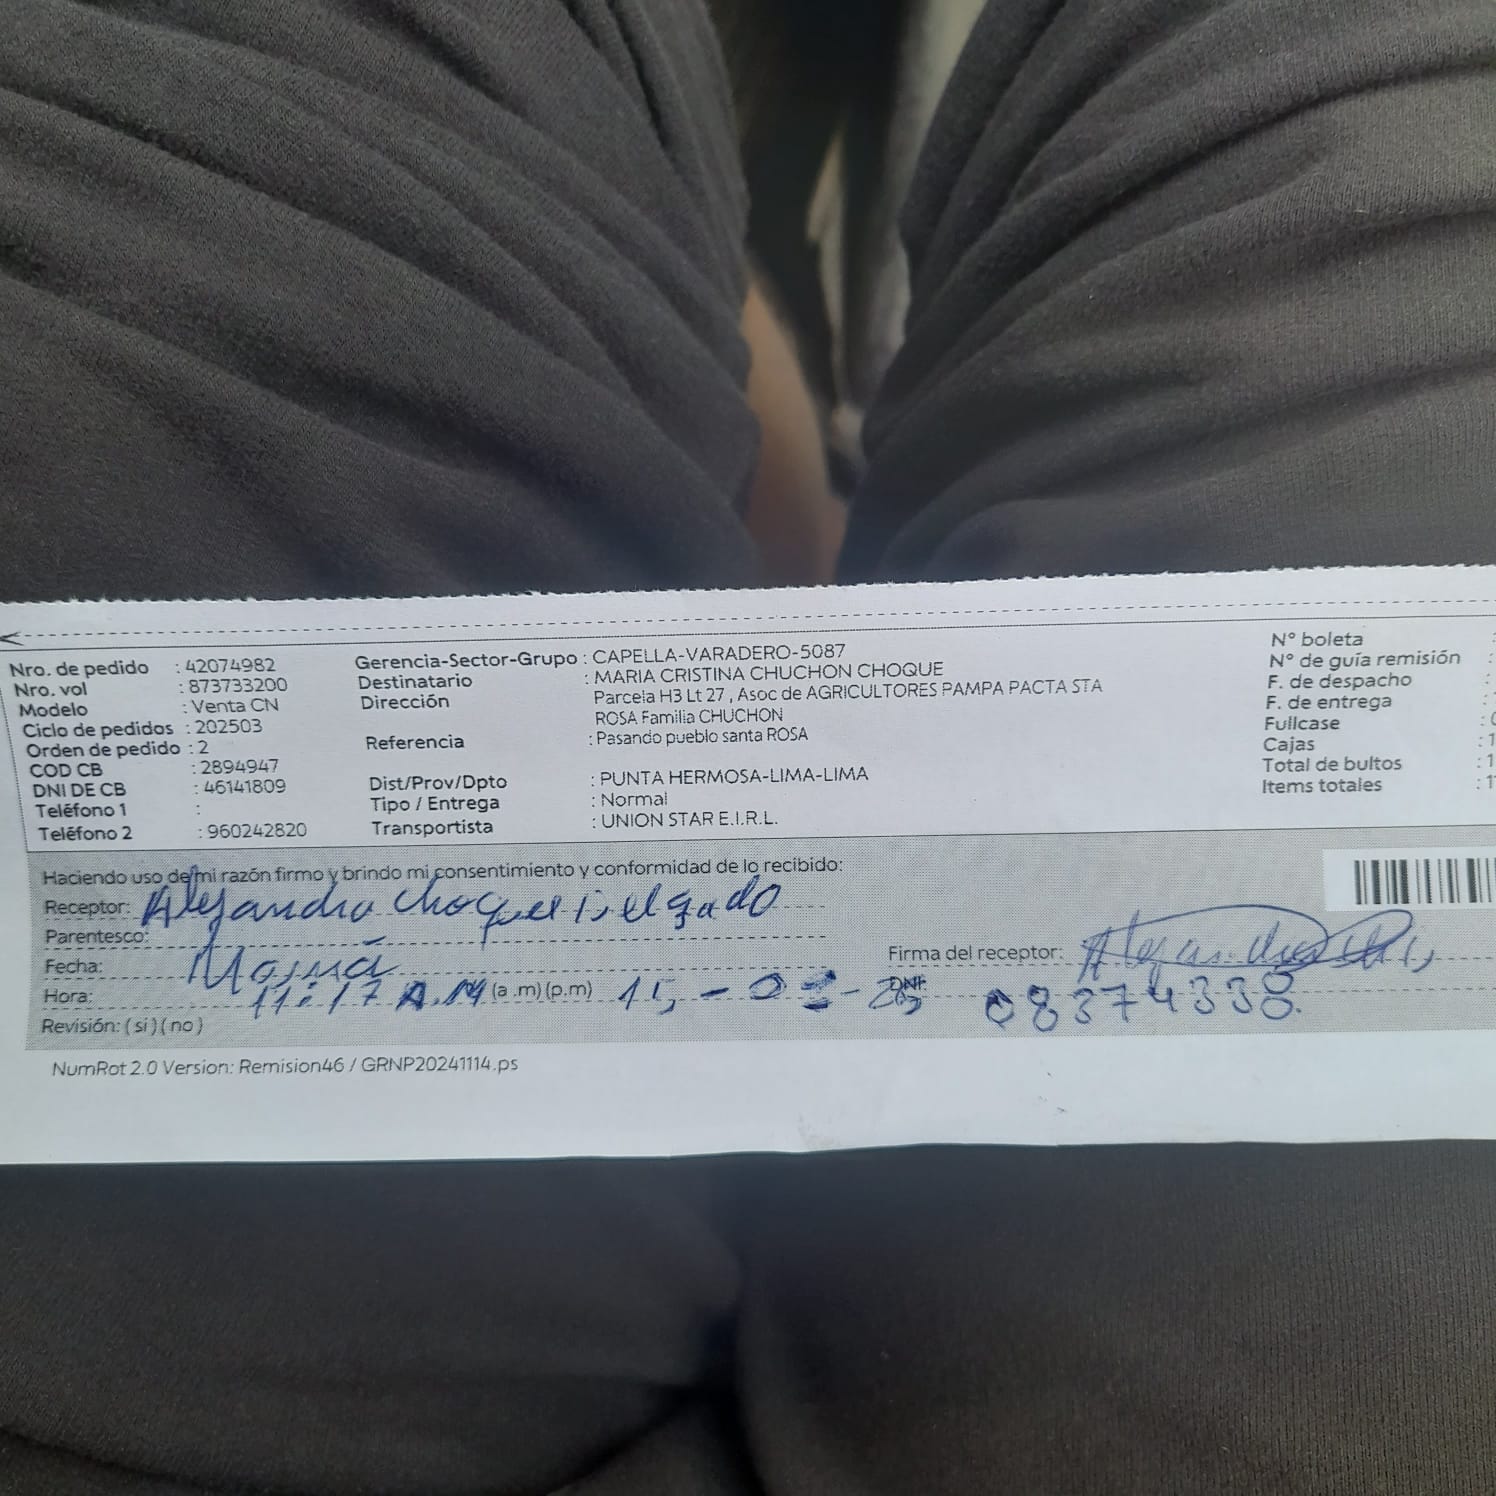 Nro. de pedido : 42074982
Nro. vol : 873733200
Modelo : Venta CN
Ciclo de pedidos : 202503
Orden de pedido : 2
COD CB : 2894947
DNI DE CB : 46141809
Teléfono 1 :
Teléfono 2 : 960242820
Gerencia-Sector-Grupo : CAPELLA-VARADERO-5087
Destinatario : MARIA CRISTINA CHUCHON CHOQUE
Dirección : Parcela H3 Lt 27 , Asoc de AGRICULTORES PAMPA PACTA STA
ROSA Familia CHUCHON
Referencia : Pasando pueblo santa ROSA
Dist/Prov/Dpto : PUNTA HERMOSA-LIMA-LIMA
Tipo / Entrega : Normal
Transportista : UNION STAR E.I.R.L.
N° boleta :
N° de guía remisión :
F. de despacho :
F. de entrega :
Fullcase
Cajas
Total de bultos
Items totales
Haciendo uso de mi razón firmo y brindo mi consentimiento y conformidad de lo recibido:
Receptor: Alejandro Choque Delgado
Parentesco:
Fecha: Mamá
Hora: 11:17 A.M (a .m) (p.m) 15 -
Revisión: ( si ) ( no )
Firma del receptor: Alejandro
DNI: 08374338
NumRot 2.0 Version: Remision46 / GRNP20241114.ps